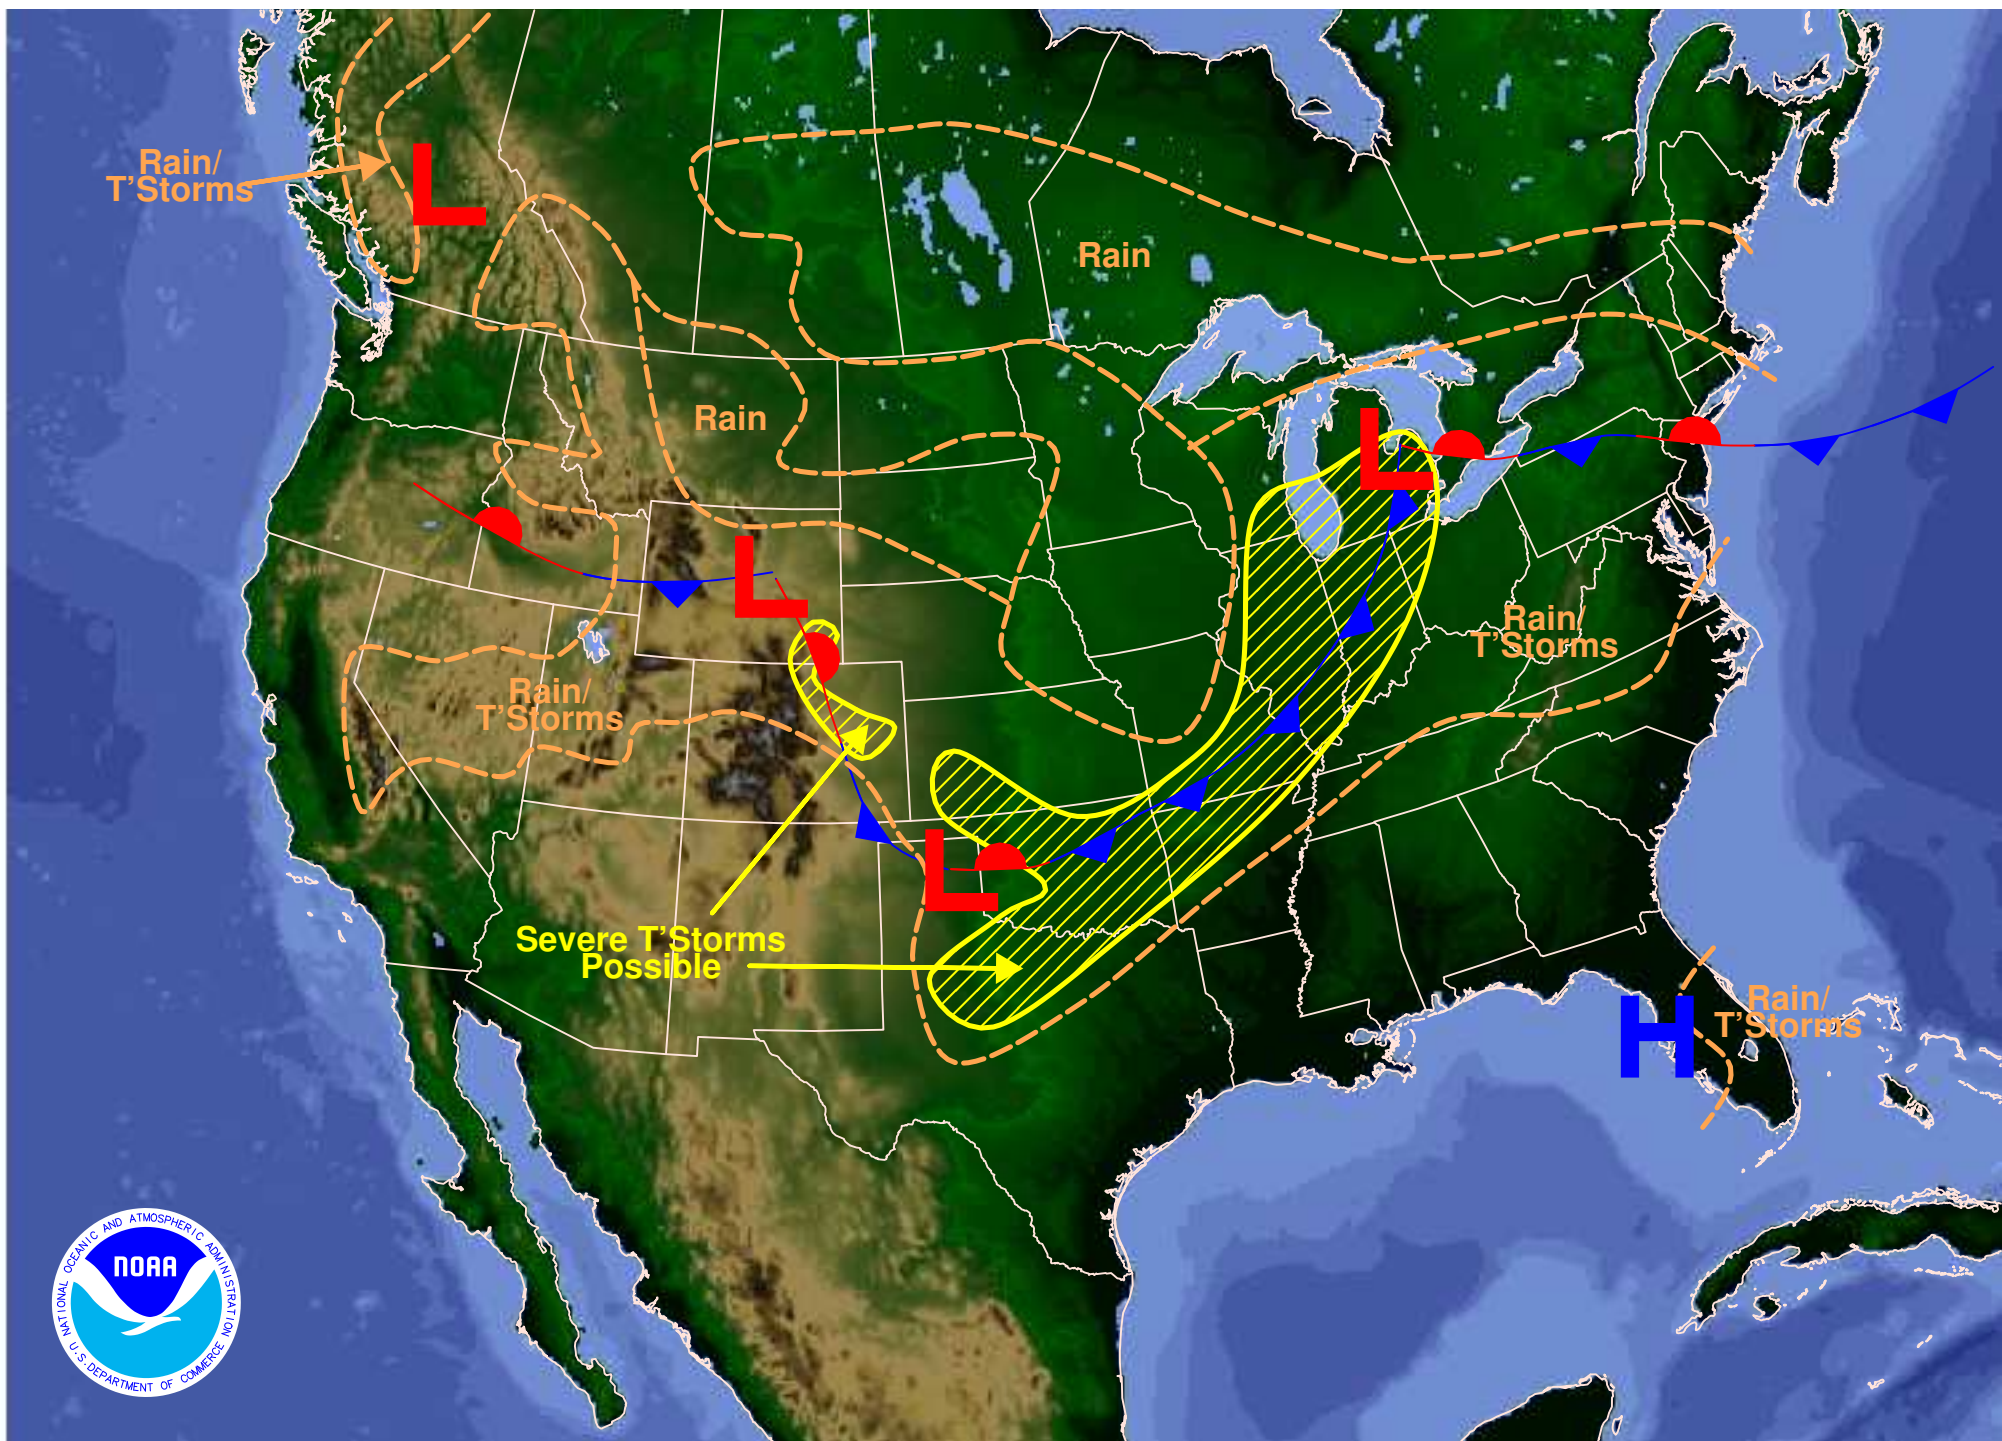 Rain/
T'Storms
L
Rain
Rain
L
L
Rain/
T'Storms
Rain/
T'Storms
L
Severe T'Storms
Possible
H
Rain/
T'Storms
NATIONAL OCEANIC AND ATMOSPHERIC ADMINISTRATION
NOAA
U.S. DEPARTMENT OF COMMERCE